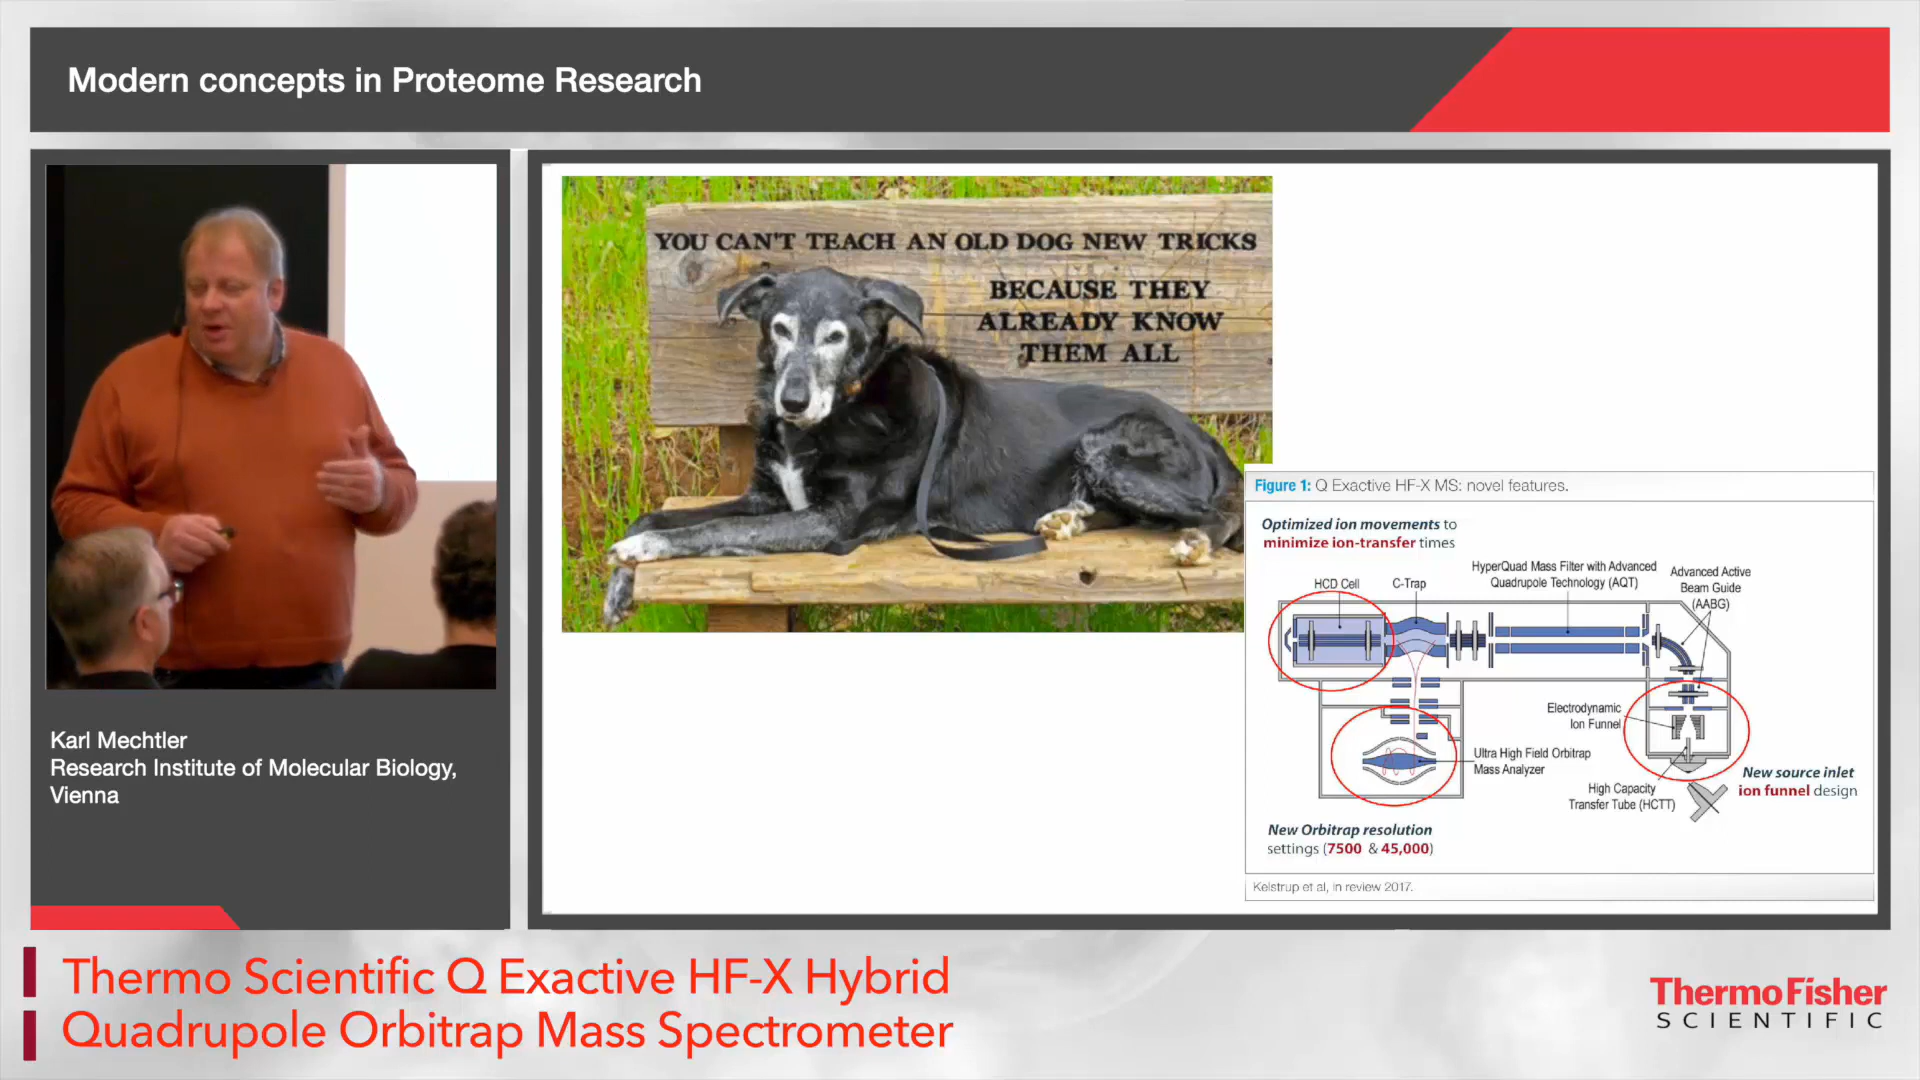 Modern concepts in Proteome Research
Karl Mechtler
Research Institute of Molecular Biology,
Vienna
YOU CAN'T TEACH AN OLD DOG NEW TRICKS
BECAUSE THEY
ALREADY KNOW
THEM ALL
Figure 1: Q Exactive HF-X MS: novel features.
Optimized ion movements to
minimize ion-transfer times
HCD Cell
C-Trap
HyperQuad Mass Filter with Advanced
Quadrupole Technology (AQT)
Advanced Active
Beam Guide
(AABG)
Electrodynamic
Ion Funnel
Ultra High Field Orbitrap
Mass Analyzer
High Capacity
Transfer Tube (HCTT)
New source inlet
ion funnel design
New Orbitrap resolution
settings (7500 & 45,000)
Kelstrup et al, in review 2017.
Thermo Scientific Q Exactive HF-X Hybrid
Quadrupole Orbitrap Mass Spectrometer
ThermoFisher
SCIENTIFIC